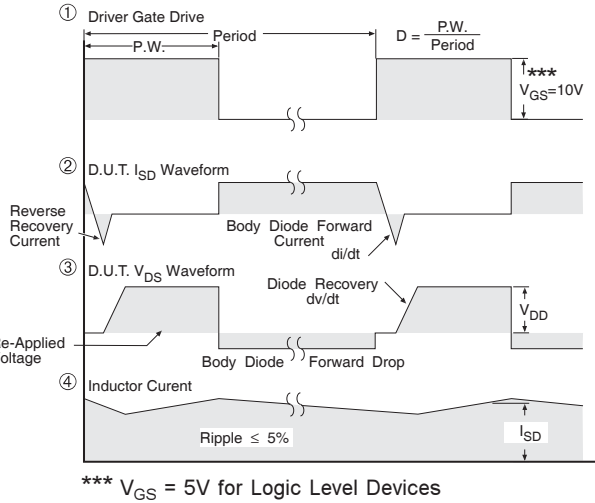 ① Driver Gate Drive
Period
P.W.
D = P.W. / Period
***
VGS=10V
② D.U.T. ISD Waveform
Reverse
Recovery
Current
Body Diode Forward
Current
di/dt
③ D.U.T. VDS Waveform
Diode Recovery
dv/dt
VDD
e-Applied
oltage
Body Diode Forward Drop
④ Inductor Curent
Ripple ≤ 5%
ISD
*** VGS = 5V for Logic Level Devices